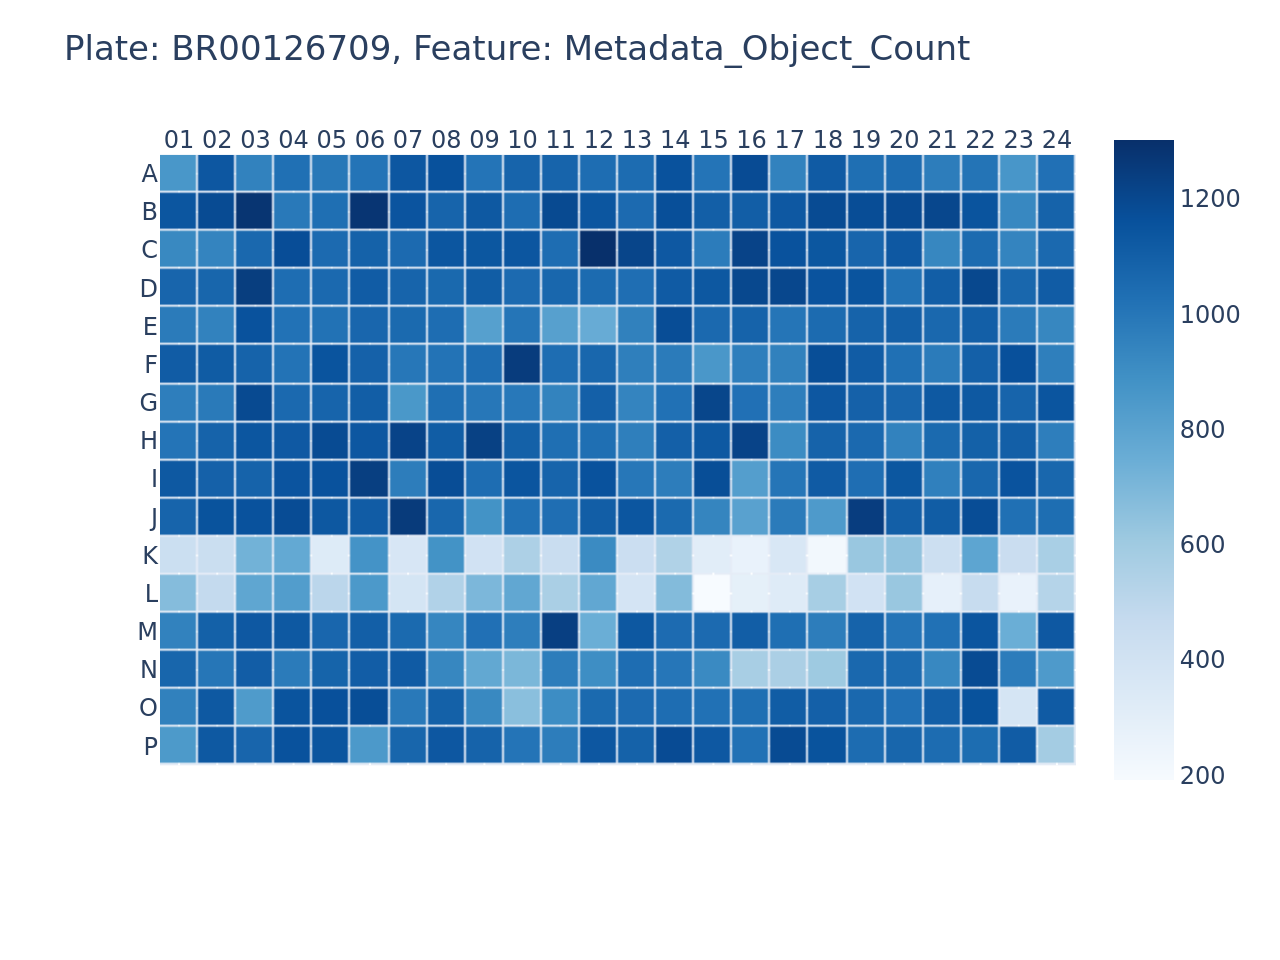 Plate: BR00126709, Feature: Metadata_Object_Count
01 02 03 04 05 06 07 08 09 10 11 12 13 14 15 16 17 18 19 20 21 22 23 24
A
B
C
D
E
F
G
H
I
J
K
L
M
N
O
P
1200
1000
800
600
400
200